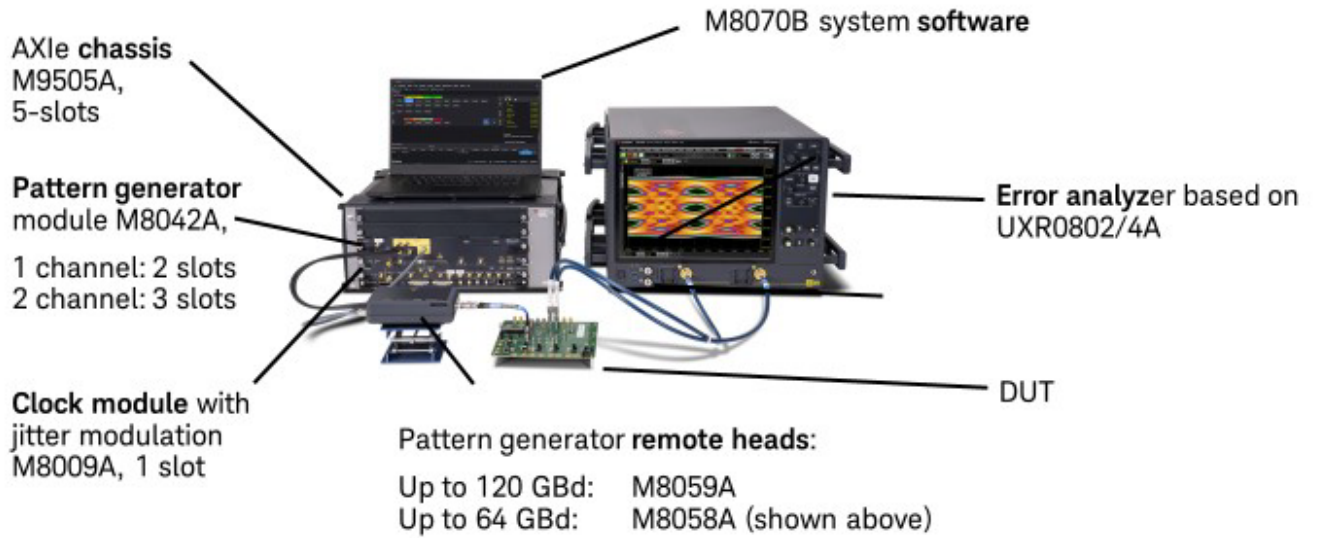 M8070B system software
AXIe chassis
M9505A,
5-slots
Pattern generator
module M8042A,
1 channel: 2 slots
2 channel: 3 slots
Error analyzer based on
UXR0802/4A
Clock module with
jitter modulation
M8009A, 1 slot
DUT
Pattern generator remote heads:
Up to 120 GBd: M8059A
Up to 64 GBd: M8058A (shown above)